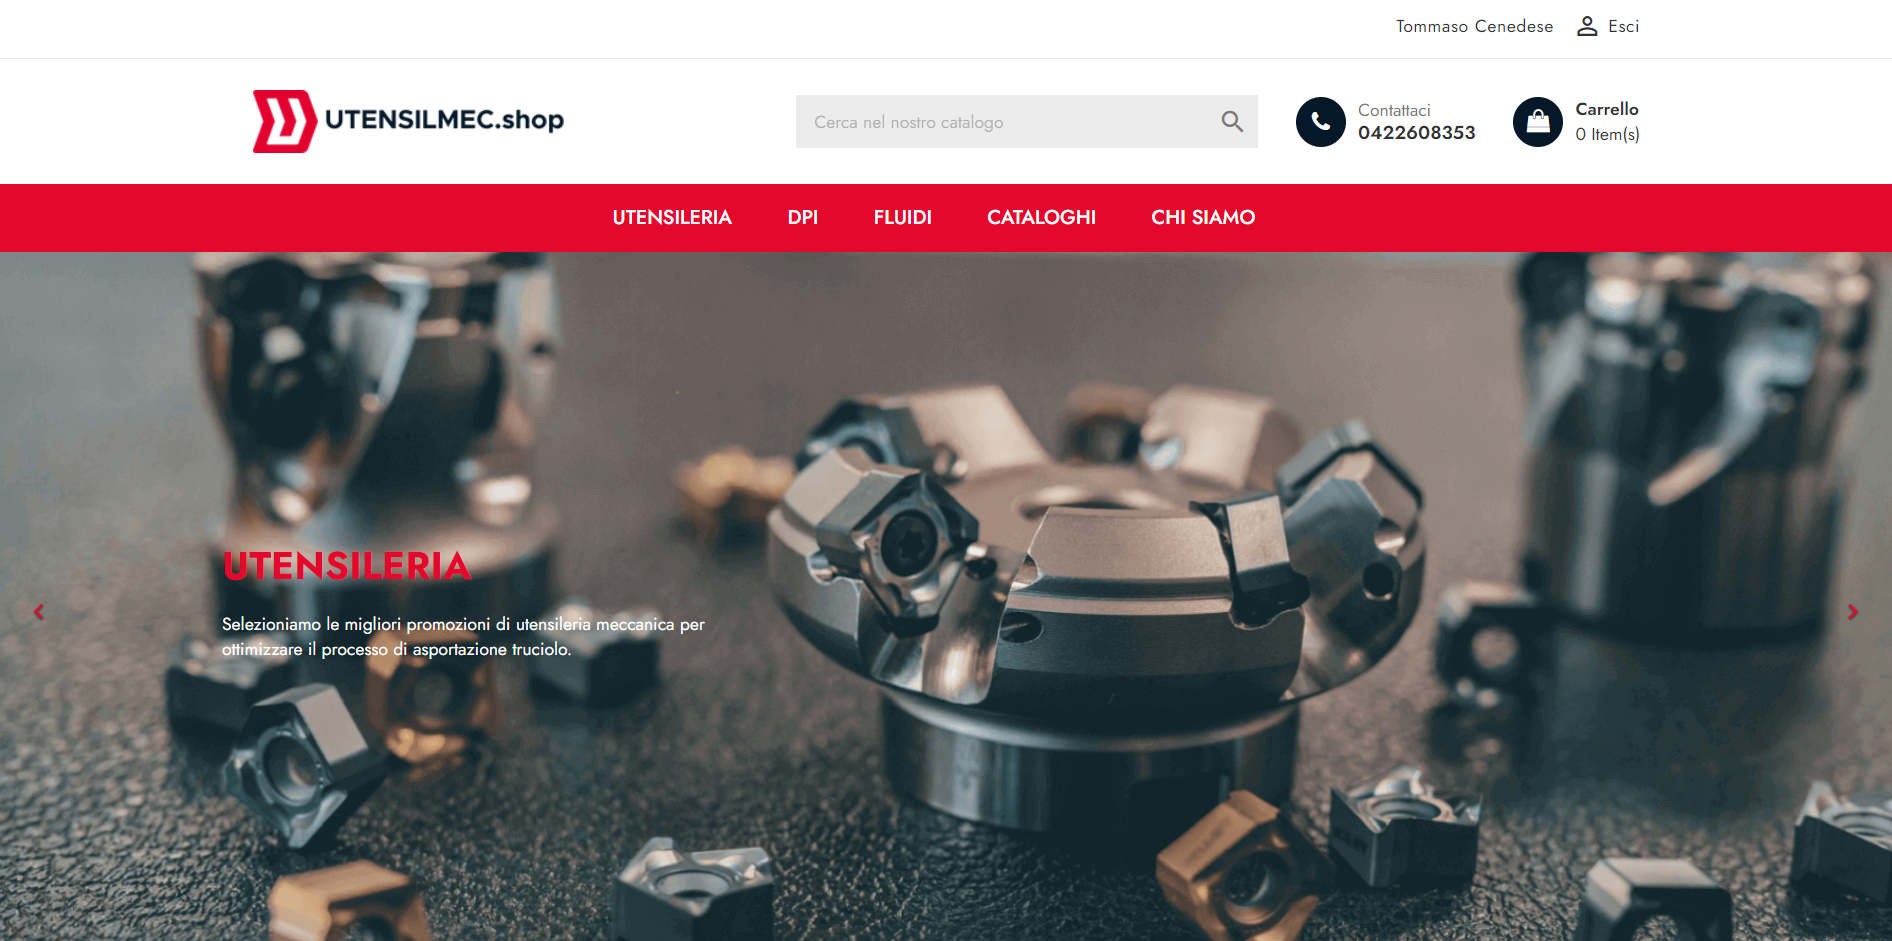 Tommaso Cenedese Esci
UTENSILMEC.shop
Cerca nel nostro catalogo
Contattaci
0422608353
Carrello
0 Item(s)
UTENSILERIA DPI FLUIDI CATALOGHI CHI SIAMO
UTENSILERIA
Selezioniamo le migliori promozioni di utensileria meccanica per
ottimizzare il processo di asportazione truciolo.